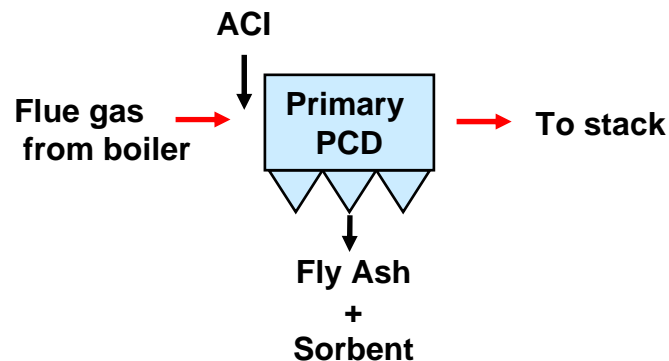 ACI
Flue gas
from boiler
Primary
PCD
To stack
Fly Ash
+
Sorbent